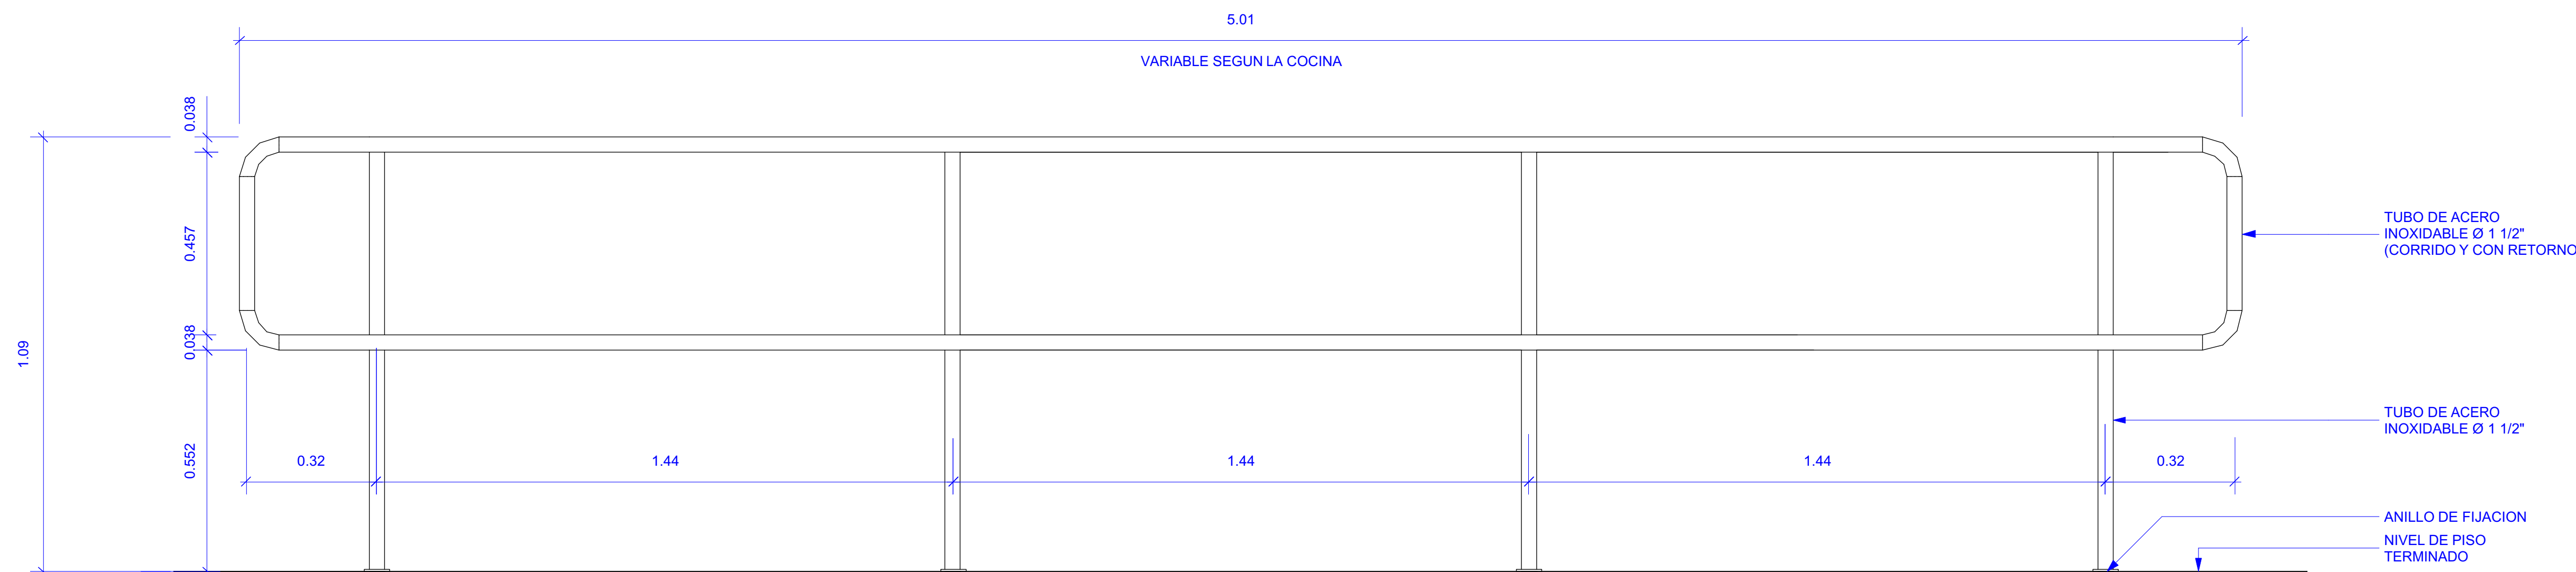 5.01
VARIABLE SEGUN LA COCINA
0.038
0.457
0.038
1.09
0.552
0.32
1.44
1.44
1.44
0.32
TUBO DE ACERO
INOXIDABLE Ø 1 1/2"
(CORRIDO Y CON RETORNO
TUBO DE ACERO
INOXIDABLE Ø 1 1/2"
ANILLO DE FIJACION
NIVEL DE PISO
TERMINADO